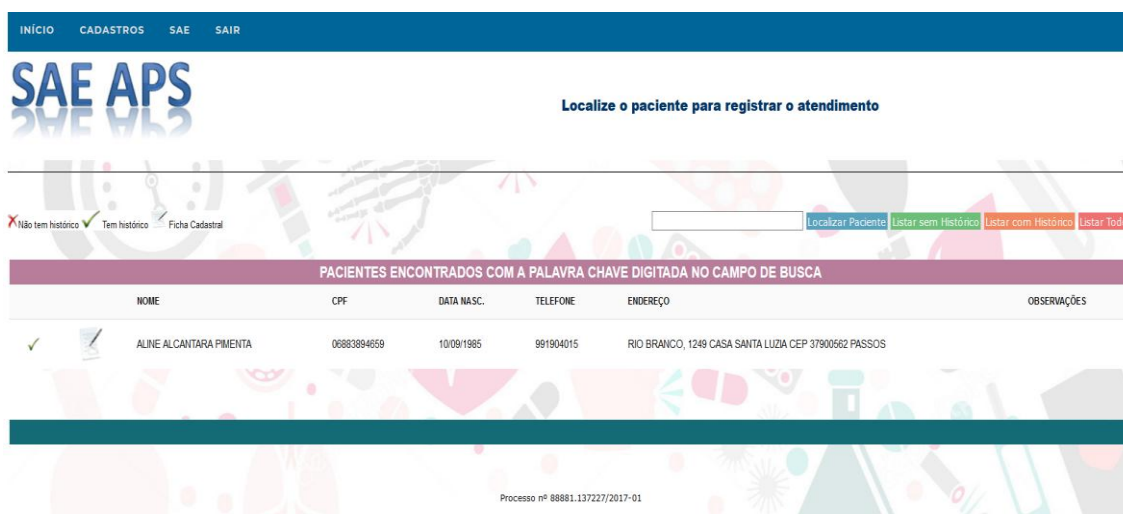 INÍCIO CADASTROS SAE SAIR
SAE APS
Localize o paciente para registrar o atendimento
Não tem histórico Tem histórico Ficha Cadastral Localizar Paciente Listar sem Histórico Listar com Histórico Listar Tod
PACIENTES ENCONTRADOS COM A PALAVRA CHAVE DIGITADA NO CAMPO DE BUSCA
NOME CPF DATA NASC. TELEFONE ENDEREÇO OBSERVAÇÕES
ALINE ALCANTARA PIMENTA 06883894659 10/09/1985 991904015 RIO BRANCO, 1249 CASA SANTA LUZIA CEP 37900562 PASSOS
Processo nº 88881.137227/2017-01